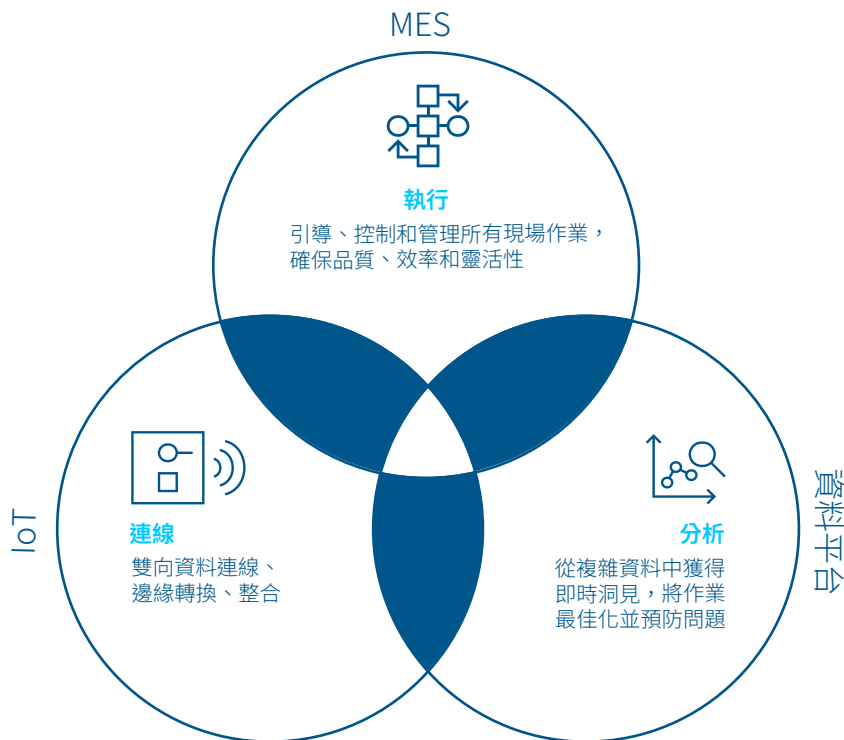 MES
執行
引導、控制和管理所有現場作業，
確保品質、效率和靈活性
IoT
連線
雙向資料連線、
邊緣轉換、整合
資料平台
分析
從複雜資料中獲得
即時洞見，將作業
最佳化並預防問題